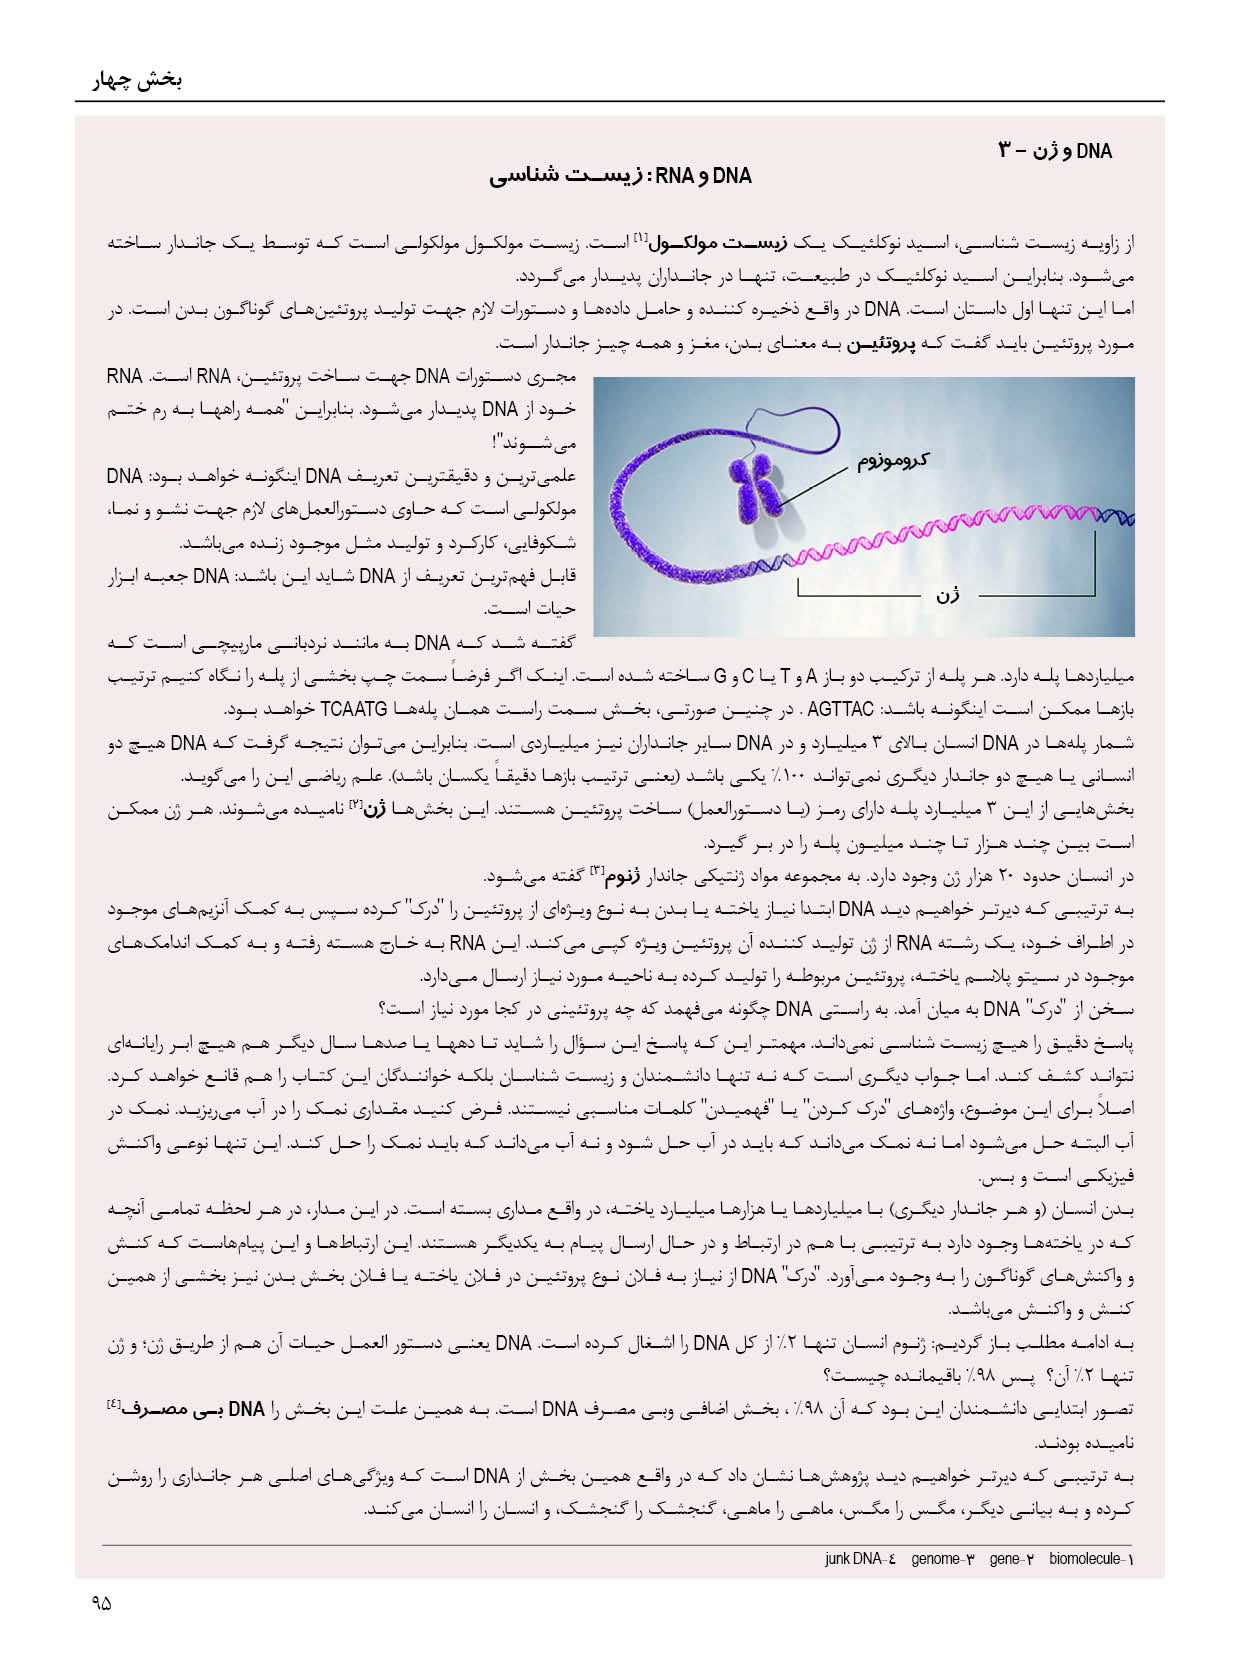 بخش چهار
DNA و ژن - ۳
DNA و RNA : زیست شناسی
از زاویه زیست شناسی، اسید نوکلئیک یک زیست مولکول[۱] است. زیست مولکول مولکولی است که توسط یک جاندار ساخته
می‌شود. بنابراین اسید نوکلئیک در طبیعت، تنها در جانداران پدیدار می‌گردد.
اما این تنها اول داستان است. DNA در واقع ذخیره کننده و حامل داده‌ها و دستورات لازم جهت تولید پروتئین‌های گوناگون بدن است. در
مورد پروتئین باید گفت که پروتئین به معنای بدن، مغز و همه چیز جاندار است.
مجری دستورات DNA جهت ساخت پروتئین، RNA است. RNA
خود از DNA پدیدار می‌شود. بنابراین "همه راهها به رم ختم
می‌شوند"!
علمی‌ترین و دقیقترین تعریف DNA اینگونه خواهد بود: DNA
مولکولی است که حاوی دستورالعمل‌های لازم جهت نشو و نما،
شکوفایی، کارکرد و تولید مثل موجود زنده می‌باشد.
قابل فهم‌ترین تعریف از DNA شاید این باشد: DNA جعبه ابزار
حیات است.
کروموزوم
ژن
گفته شد که DNA به مانند نردبانی مارپیچی است که
میلیاردها پله دارد. هر پله از ترکیب دو باز A و T یا C و G ساخته شده است. اینک اگر فرضاً سمت چپ بخشی از پله را نگاه کنیم ترتیب
بازها ممکن است اینگونه باشد: AGTTAC . در چنین صورتی، بخش سمت راست همان پله‌ها TCAATG خواهد بود.
شمار پله‌ها در DNA انسان بالای ۳ میلیارد و در DNA سایر جانداران نیز میلیاردی است. بنابراین می‌توان نتیجه گرفت که DNA هیچ دو
انسانی یا هیچ دو جاندار دیگری نمی‌تواند ۱۰۰٪ یکی باشد (یعنی ترتیب بازها دقیقاً یکسان باشد). علم ریاضی این را می‌گوید.
بخش‌هایی از این ۳ میلیارد پله دارای رمز (یا دستورالعمل) ساخت پروتئین هستند. این بخش‌ها ژن[۲] نامیده می‌شوند. هر ژن ممکن
است بین چند هزار تا چند میلیون پله را در بر گیرد.
در انسان حدود ۲۰ هزار ژن وجود دارد. به مجموعه مواد ژنتیکی جاندار ژنوم[۳] گفته می‌شود.
به ترتیبی که دیرتر خواهیم دید DNA ابتدا نیاز یاخته یا بدن به نوع ویژه‌ای از پروتئین را "درک" کرده سپس به کمک آنزیم‌های موجود
در اطراف خود، یک رشته RNA از ژن تولید کننده آن پروتئین ویژه کپی می‌کند. این RNA به خارج هسته رفته و به کمک اندامک‌های
موجود در سیتو پلاسم یاخته، پروتئین مربوطه را تولید کرده به ناحیه مورد نیاز ارسال می‌دارد.
سخن از "درک" DNA به میان آمد. به راستی DNA چگونه می‌فهمد که چه پروتئینی در کجا مورد نیاز است؟
پاسخ دقیق را هیچ زیست شناسی نمی‌داند. مهمتر این که پاسخ این سؤال را شاید تا دهها یا صدها سال دیگر هم هیچ ابر رایانه‌ای
نتواند کشف کند. اما جواب دیگری است که نه تنها دانشمندان و زیست شناسان بلکه خوانندگان این کتاب را هم قانع خواهد کرد.
اصلاً برای این موضوع، واژه‌های "درک کردن" یا "فهمیدن" کلمات مناسبی نیستند. فرض کنید مقداری نمک را در آب می‌ریزید. نمک در
آب البته حل می‌شود اما نه نمک می‌داند که باید در آب حل شود و نه آب می‌داند که باید نمک را حل کند. این تنها نوعی واکنش
فیزیکی است و بس.
بدن انسان (و هر جاندار دیگری) با میلیاردها یا هزارها میلیارد یاخته، در واقع مداری بسته است. در این مدار، در هر لحظه تمامی آنچه
که در یاخته‌ها وجود دارد به ترتیبی با هم در ارتباط و در حال ارسال پیام به یکدیگر هستند. این ارتباط‌ها و این پیام‌هاست که کنش
و واکنش‌های گوناگون را به وجود می‌آورد. "درک" DNA از نیاز به فلان نوع پروتئین در فلان یاخته یا فلان بخش بدن نیز بخشی از همین
کنش و واکنش می‌باشد.
به ادامه مطلب باز گردیم: ژنوم انسان تنها ۲٪ از کل DNA را اشغال کرده است. DNA یعنی دستور العمل حیات آن هم از طریق ژن؛ و ژن
تنها ۲٪ آن؟ پس ۹۸٪ باقیمانده چیست؟
تصور ابتدایی دانشمندان این بود که آن ۹۸٪ ، بخش اضافی وبی مصرف DNA است. به همین علت این بخش را DNA بی مصرف[٤]
نامیده بودند.
به ترتیبی که دیرتر خواهیم دید پژوهش‌ها نشان داد که در واقع همین بخش از DNA است که ویژگی‌های اصلی هر جانداری را روشن
کرده و به بیانی دیگر، مگس را مگس، ماهی را ماهی، گنجشک را گنجشک، و انسان را انسان می‌کند.
۱-biomolecule ۲-gene ۳-genome ٤-junk DNA
۹۵